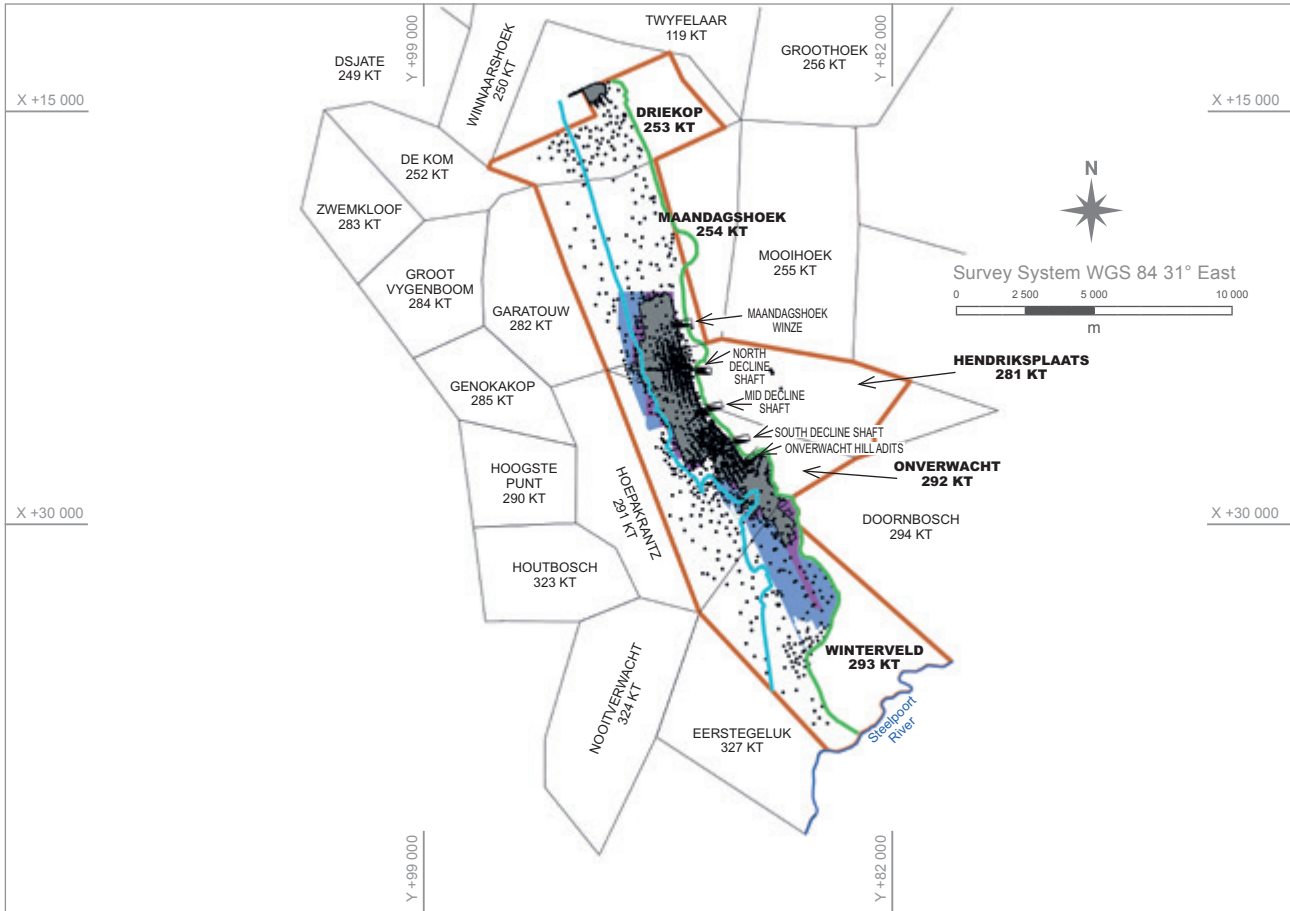 TWYFELAAR
119 KT
Y +99 000
Y +82 000
WINNAARSHOEK
250 KT
GROOTHOEK
256 KT
DSJATE
249 KT
X +15 000
X +15 000
DRIEKOP
253 KT
DE KOM
252 KT
N
ZWEMKLOOF
283 KT
MAANDAGSHOEK
254 KT
MOOIHOEK
255 KT
GROOT
VYGENBOOM
284 KT
Survey System WGS 84 31° East
0 2 500 5 000 10 000
m
GARATOUW
282 KT
MAANDAGSHOEK
WINZE
NORTH
DECLINE
SHAFT
HENDRIKSPLAATS
281 KT
GENOKAKOP
285 KT
MID DECLINE
SHAFT
SOUTH DECLINE SHAFT
ONVERWACHT HILL ADITS
HOOGSTE
PUNT
290 KT
HOEPAKRANTZ
291 KT
ONVERWACHT
292 KT
X +30 000
X +30 000
DOORNBOSCH
294 KT
HOUTBOSCH
323 KT
WINTERVELD
293 KT
NOOITVERWACHT
324 KT
EERSTEGELUK
327 KT
Steelpoort
River
Y +99 000
Y +82 000